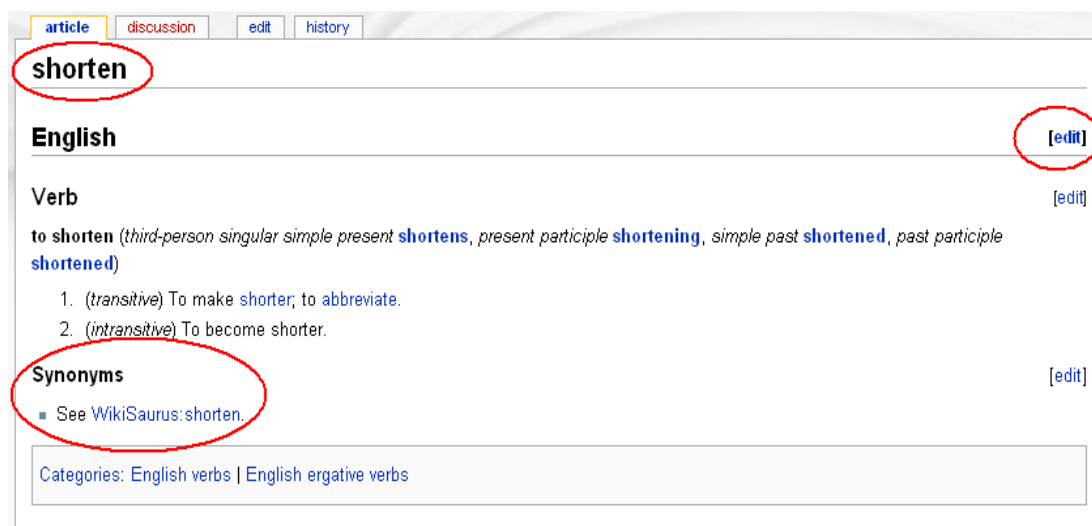 article discussion edit history
shorten
English [edit]
Verb [edit]
to shorten (third-person singular simple present shortens, present participle shortening, simple past shortened, past participle
shortened)
1. (transitive) To make shorter; to abbreviate.
2. (intransitive) To become shorter.
Synonyms [edit]
See WikiSaurus:shorten.
Categories: English verbs | English ergative verbs